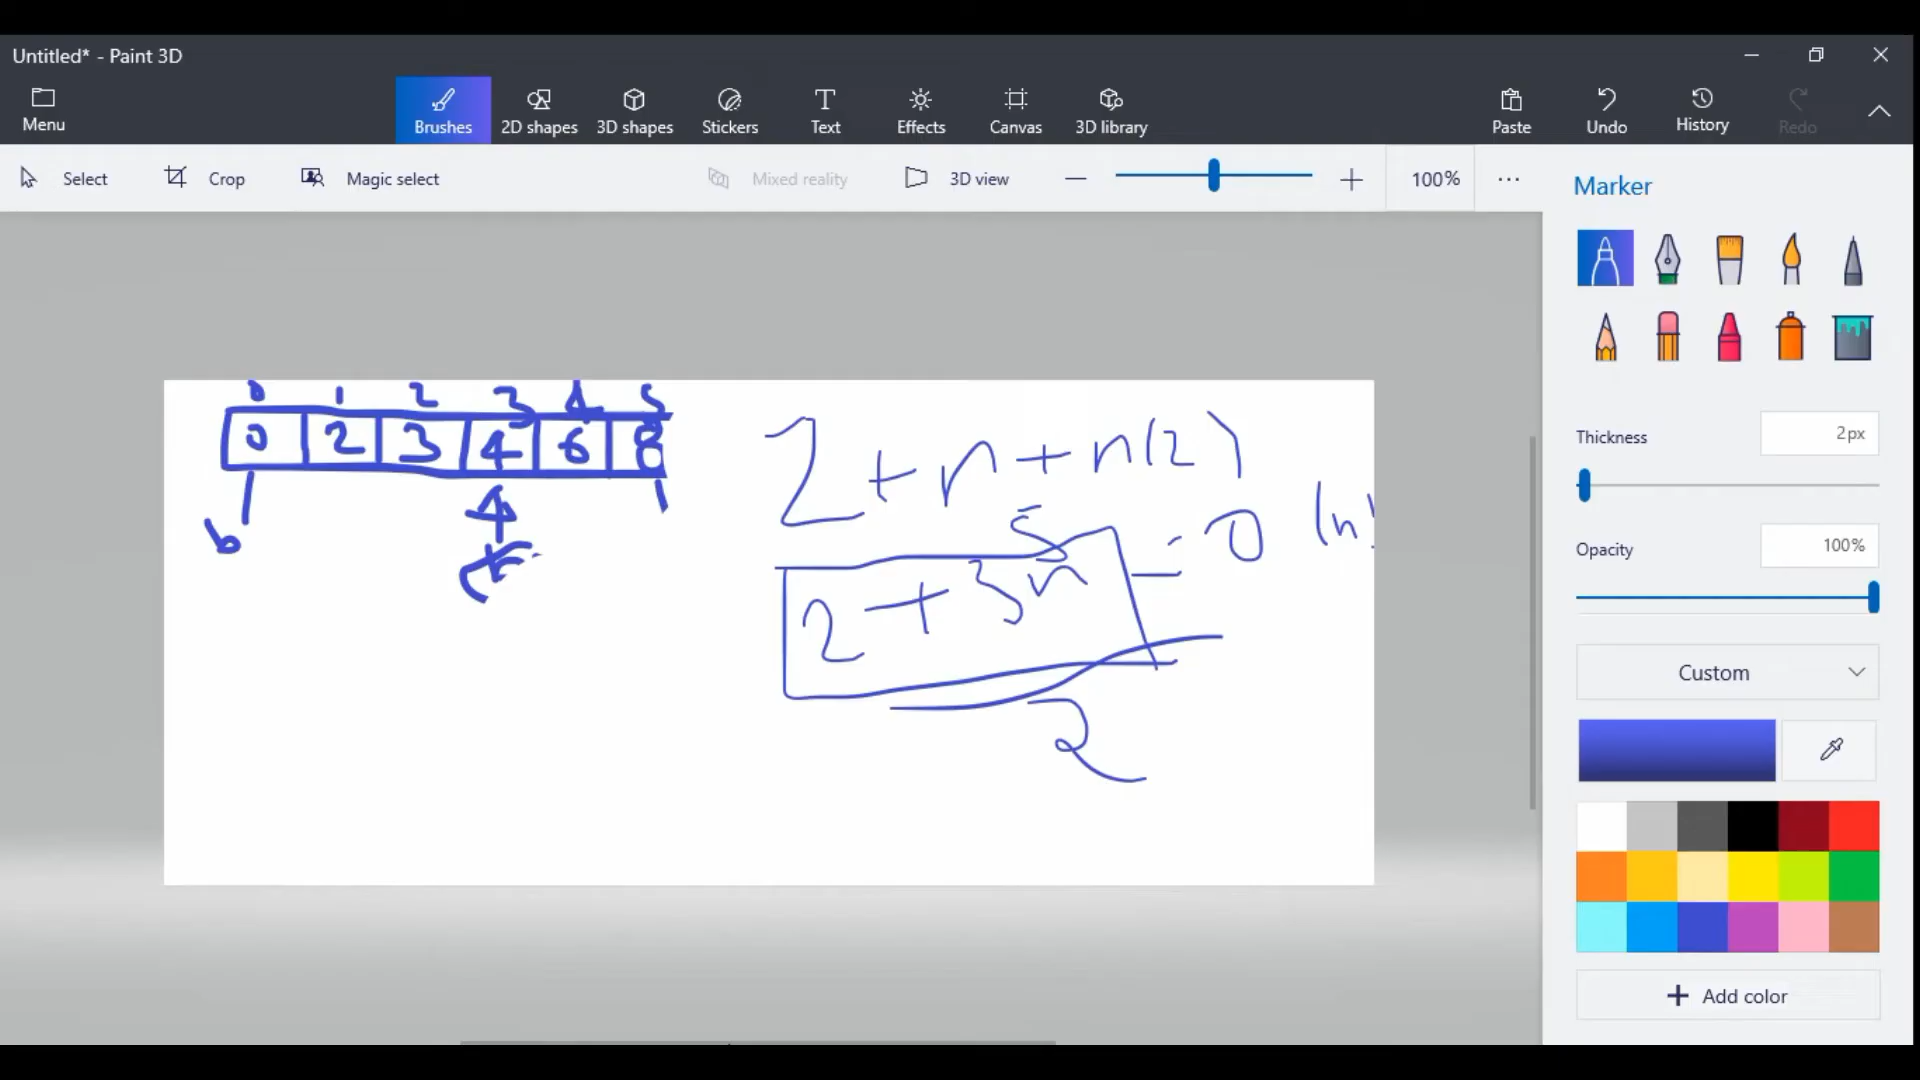 Untitled* - Paint 3D
Menu
Brushes
2D shapes
3D shapes
Stickers
Text
Effects
Canvas
3D library
Paste
Undo
History
Redo
Select
Crop
Magic select
Mixed reality
3D view
100%
Marker
Thickness
2px
Opacity
100%
Custom
Add color
0 1 2 3 4 5
0 2 3 4 6 8
4
b
2 + n + n(2)
5
2 + 3n
= 0 (n)
2